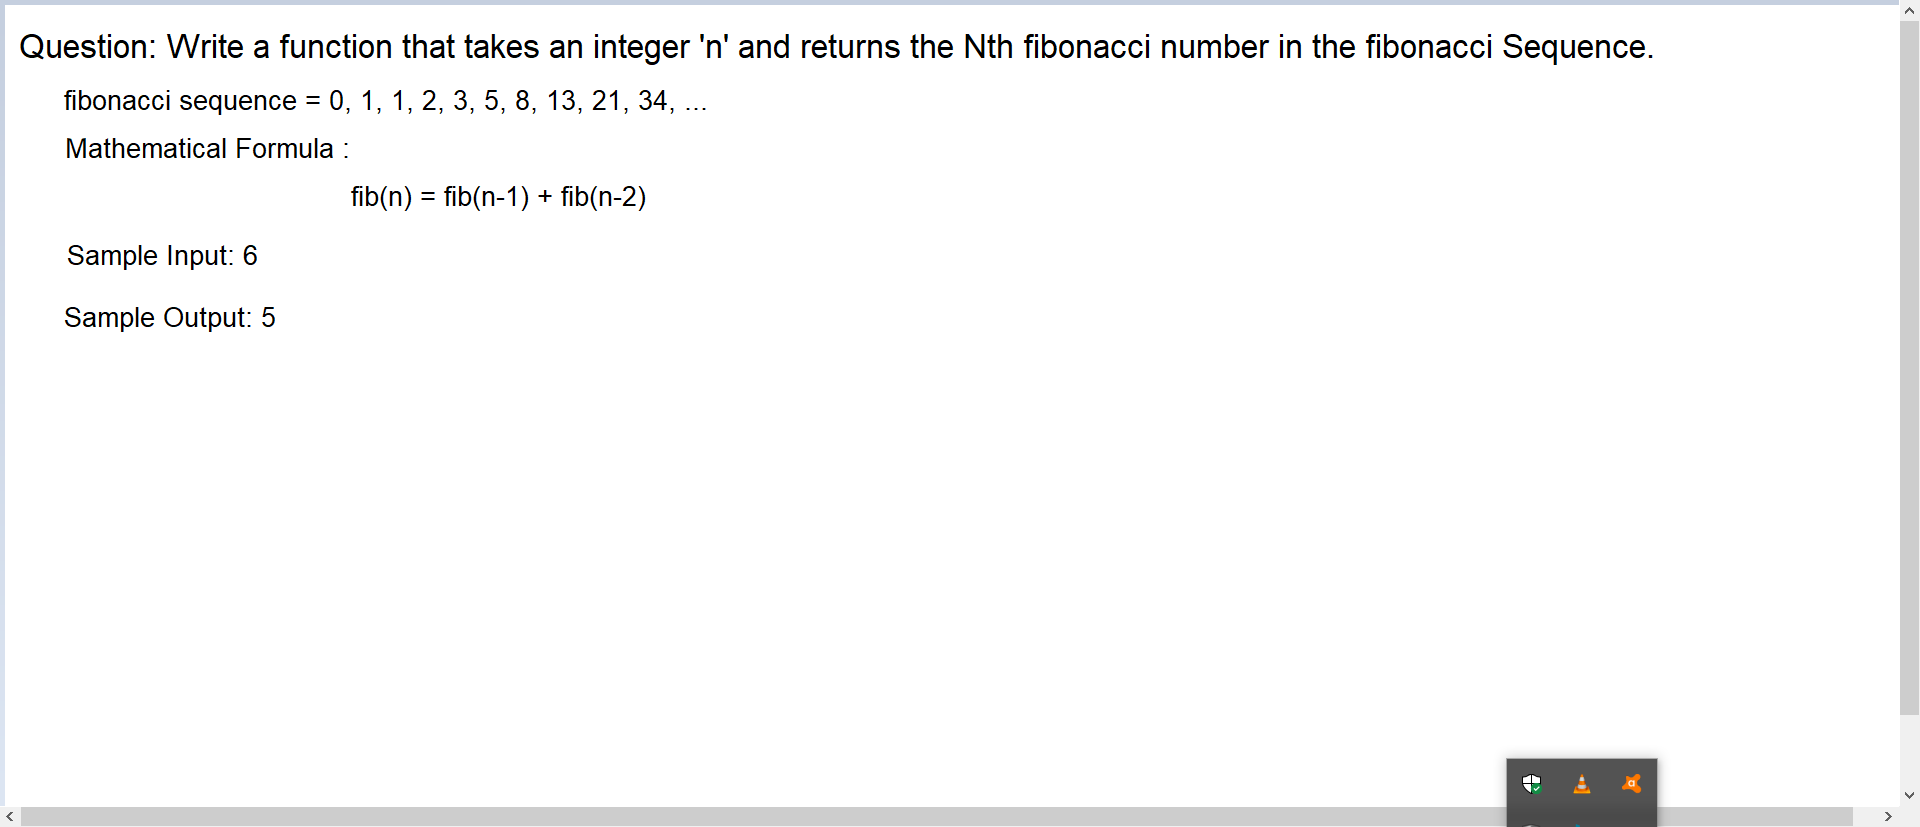 Question: Write a function that takes an integer 'n' and returns the Nth fibonacci number in the fibonacci Sequence.
fibonacci sequence = 0, 1, 1, 2, 3, 5, 8, 13, 21, 34, ...
Mathematical Formula :
fib(n) = fib(n-1) + fib(n-2)
Sample Input: 6
Sample Output: 5